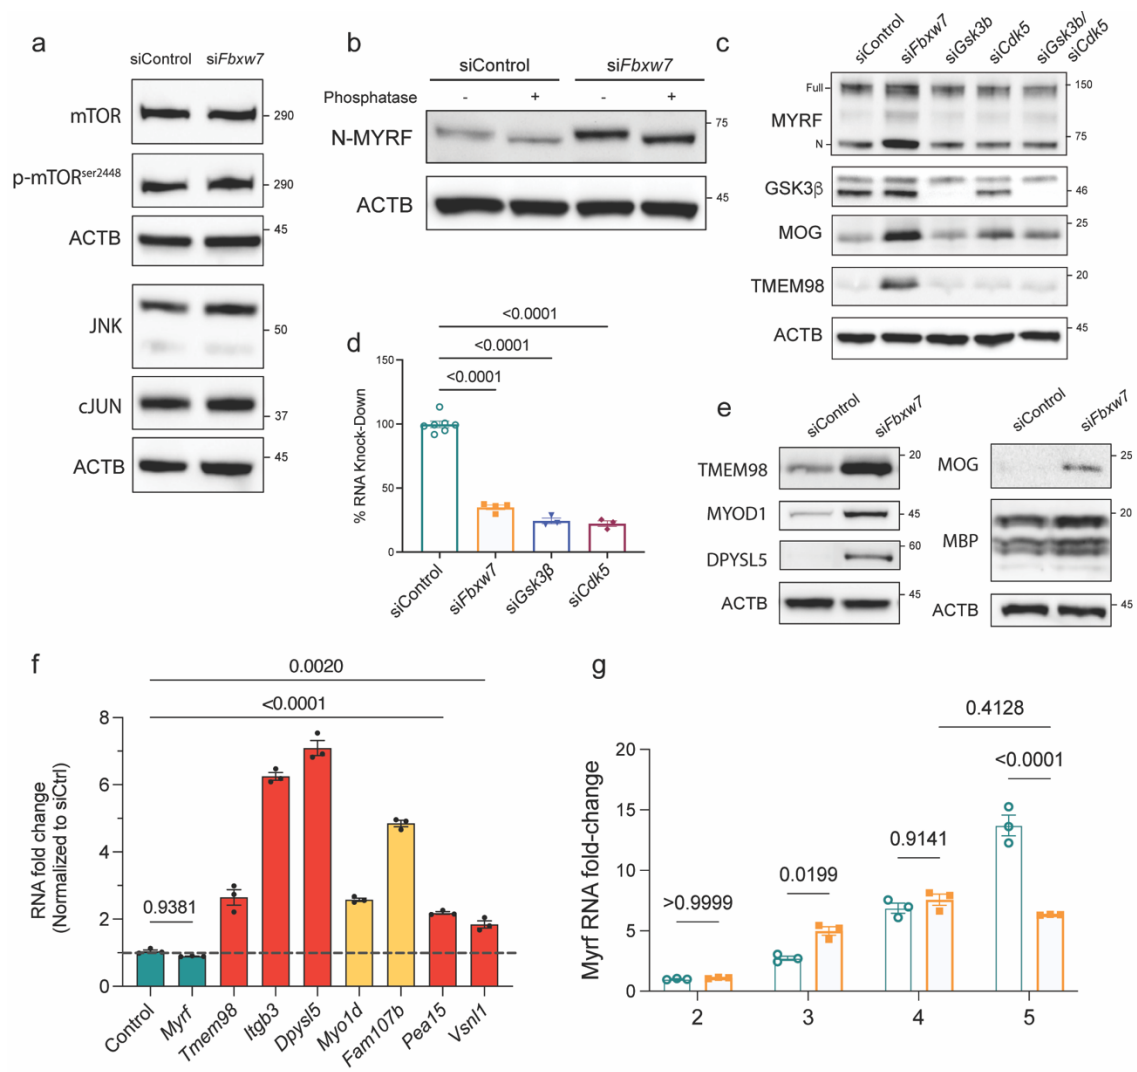 a
siControl siFbxw7
mTOR
290
p-mTORser2448
290
ACTB
45
JNK
50
cJUN
37
ACTB
45
b
siControl siFbxw7
Phosphatase - + - +
N-MYRF
75
ACTB
45
c
siControl siFbxw7 siGsk3b siCdk5 siGsk3b/
siCdk5
Full
MYRF
N
150
75
GSK3β
46
MOG
25
TMEM98
20
ACTB
45
d
<0.0001
<0.0001
<0.0001
% RNA Knock-Down
150
100
50
0
siControl siFbxw7 siGsk3β siCdk5
e
siControl siFbxw7
TMEM98
20
MYOD1
45
DPYSL5
60
ACTB
45
siControl siFbxw7
MOG
25
MBP
20
ACTB
45
f
0.0020
<0.0001
0.9381
RNA fold change
(Normalized to siCtrl)
8
6
4
2
0
Control Myrf Tmem98 Itgb3 Dpysl5 Myo1d Fam107b Pea15 Vsnl1
g
0.4128
<0.0001
0.9141
0.0199
>0.9999
Myrf RNA fold-change
20
15
10
5
0
2 3 4 5